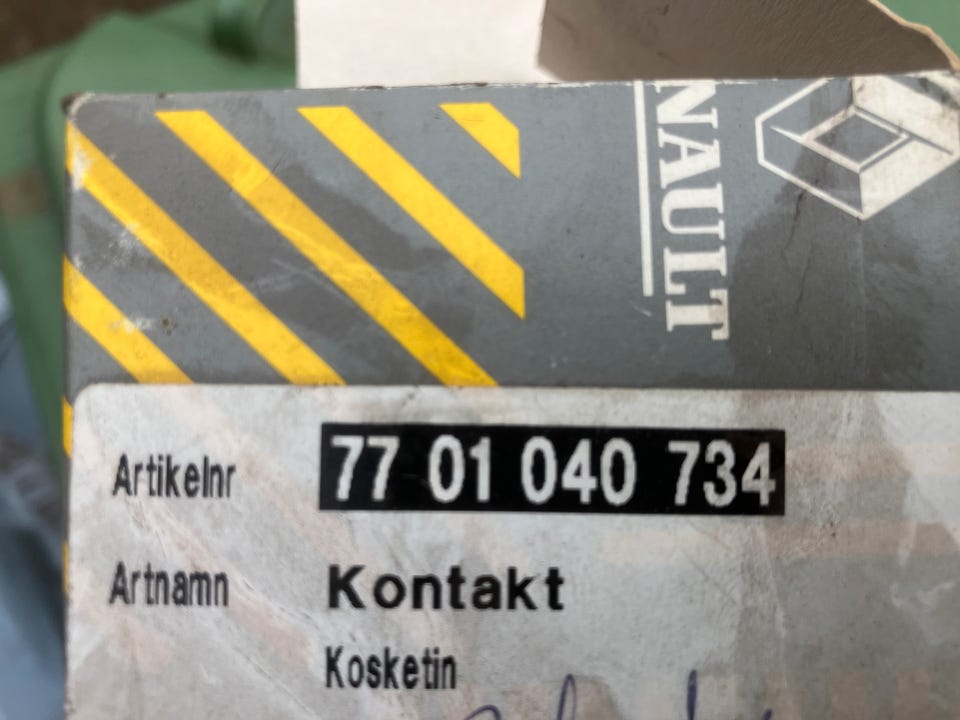 NAULT
Artikelnr 77 01 040 734
Artnamn Kontakt
Kosketin